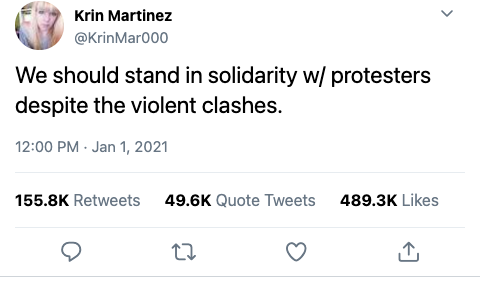 Krin Martinez
@KrinMar000
We should stand in solidarity w/ protesters
despite the violent clashes.
12:00 PM · Jan 1, 2021
155.8K Retweets 49.6K Quote Tweets 489.3K Likes